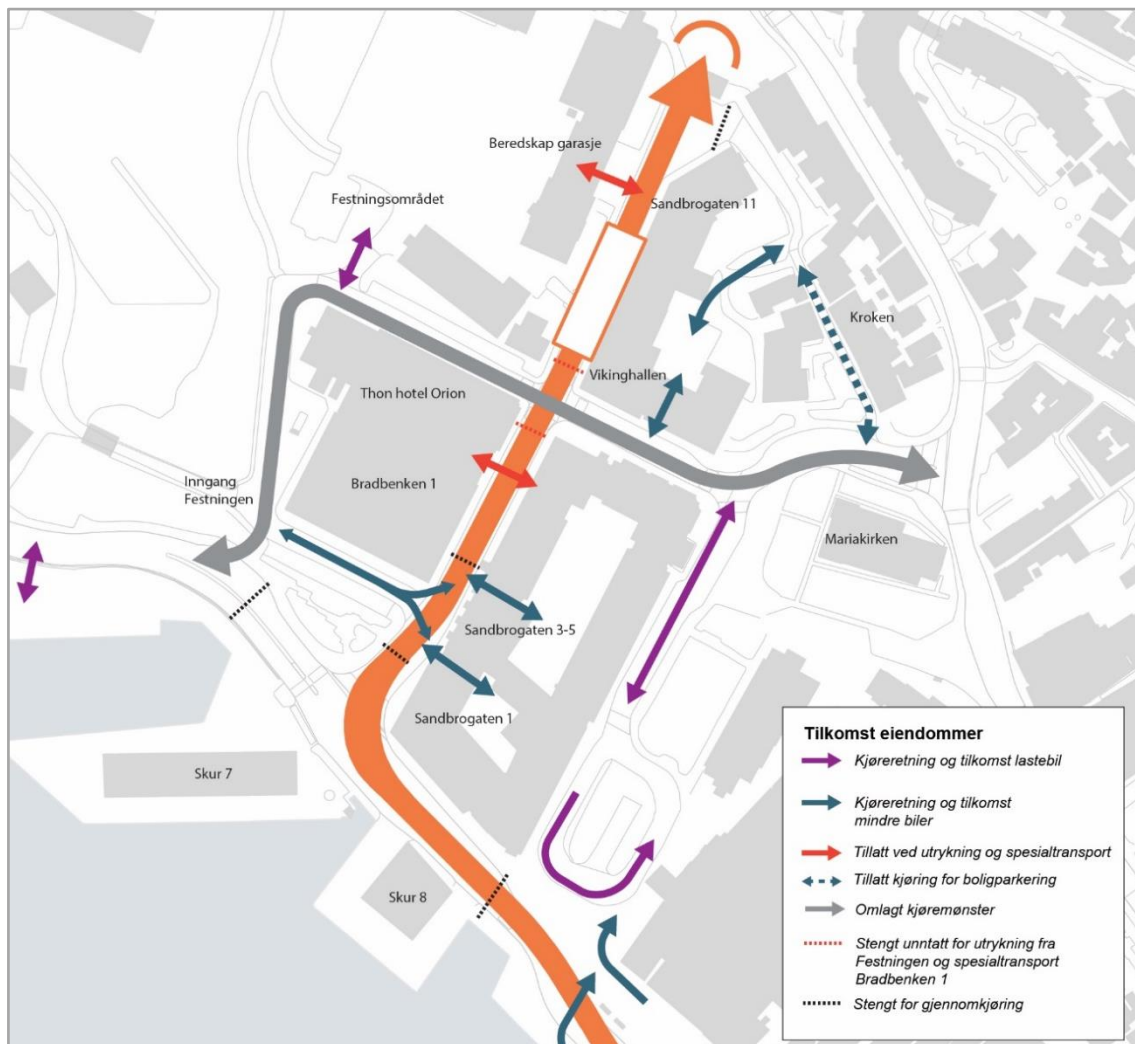 Beredskap garasje
Festningsområdet
Sandbrogaten 11
Kroken
Vikinghallen
Thon hotel Orion
Inngang
Festningen
Bradbenken 1
Mariakirken
Sandbrogaten 3-5
Sandbrogaten 1
Skur 7
Skur 8
Tilkomst eiendommer
Kjøreretning og tilkomst lastebil
Kjøreretning og tilkomst
mindre biler
Tillatt ved utrykning og spesialtransport
Tillatt kjøring for boligparkering
Omlagt kjøremønster
Stengt unntatt for utrykning fra
Festningen og spesialtransport
Bradbenken 1
Stengt for gjennomkjøring